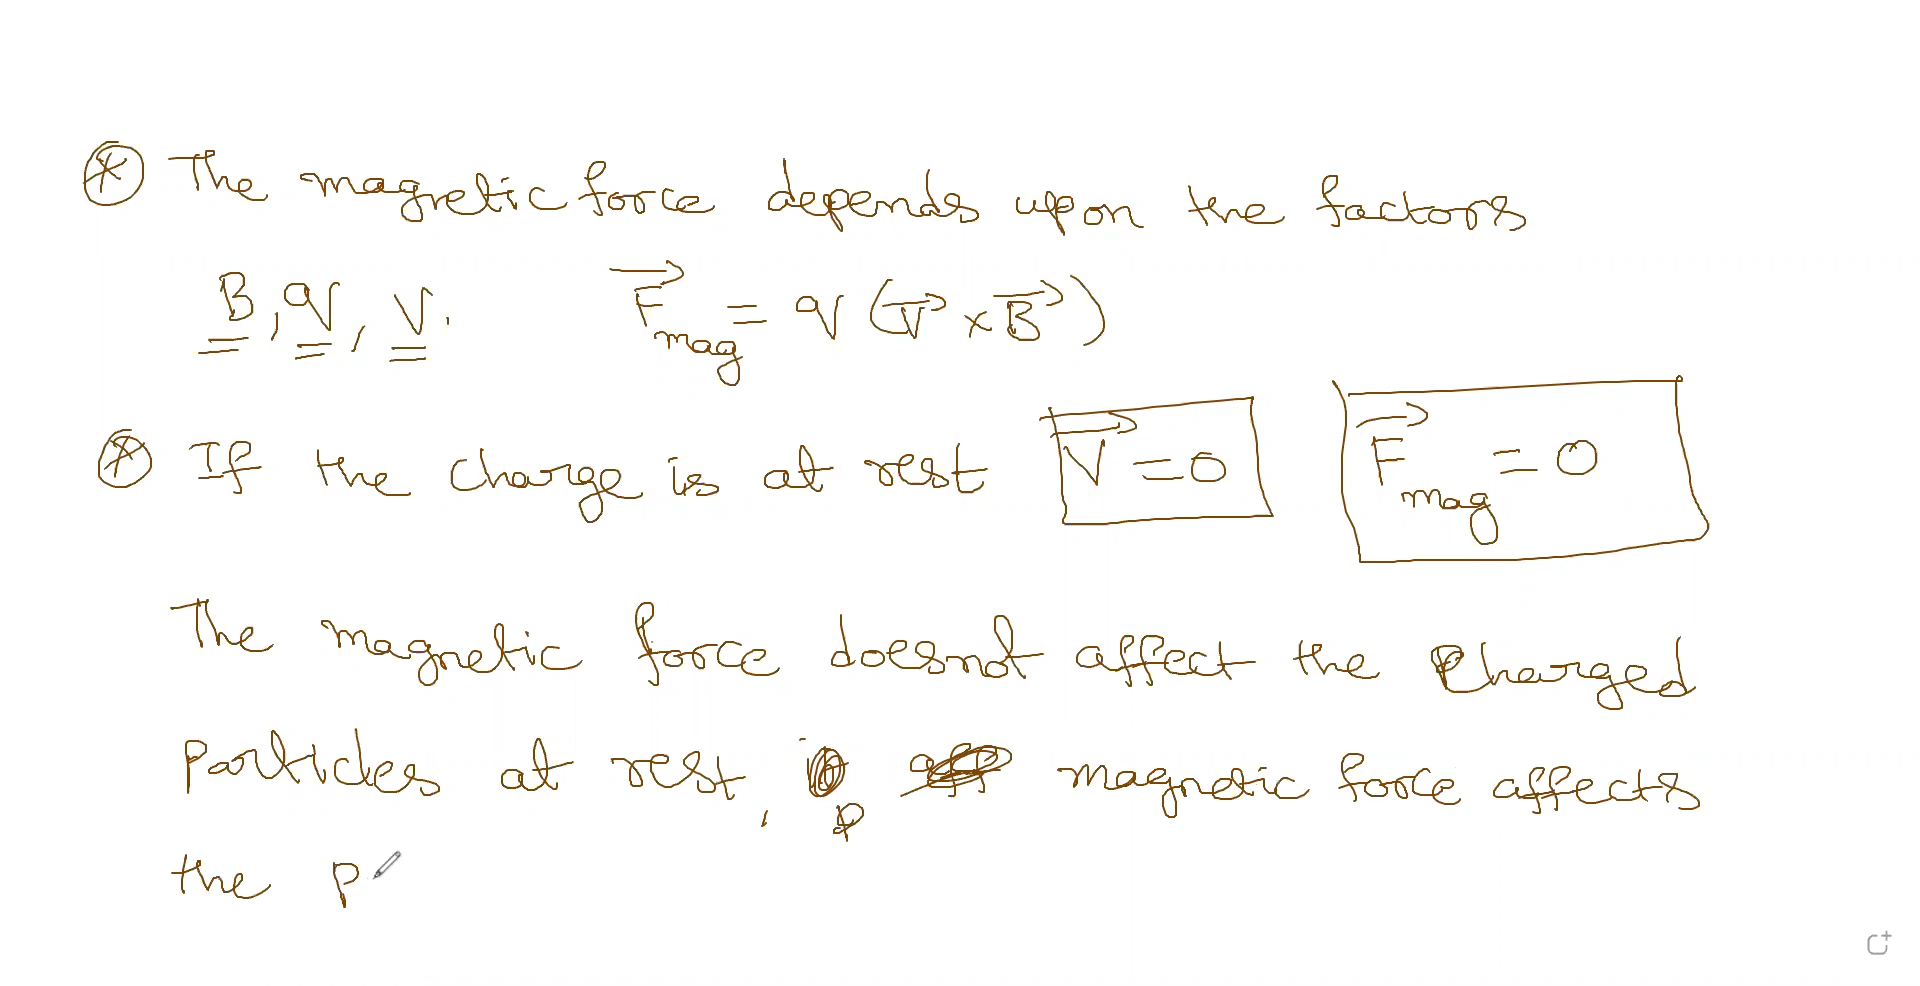 * The magnetic force depends upon the factors
B, q, V. F⃗mag = q (V⃗ × B⃗)
* If the charge is at rest V⃗ = 0 F⃗mag = 0
The magnetic force doesnot affect the Charged
Particles at rest, magnetic force affects
the P